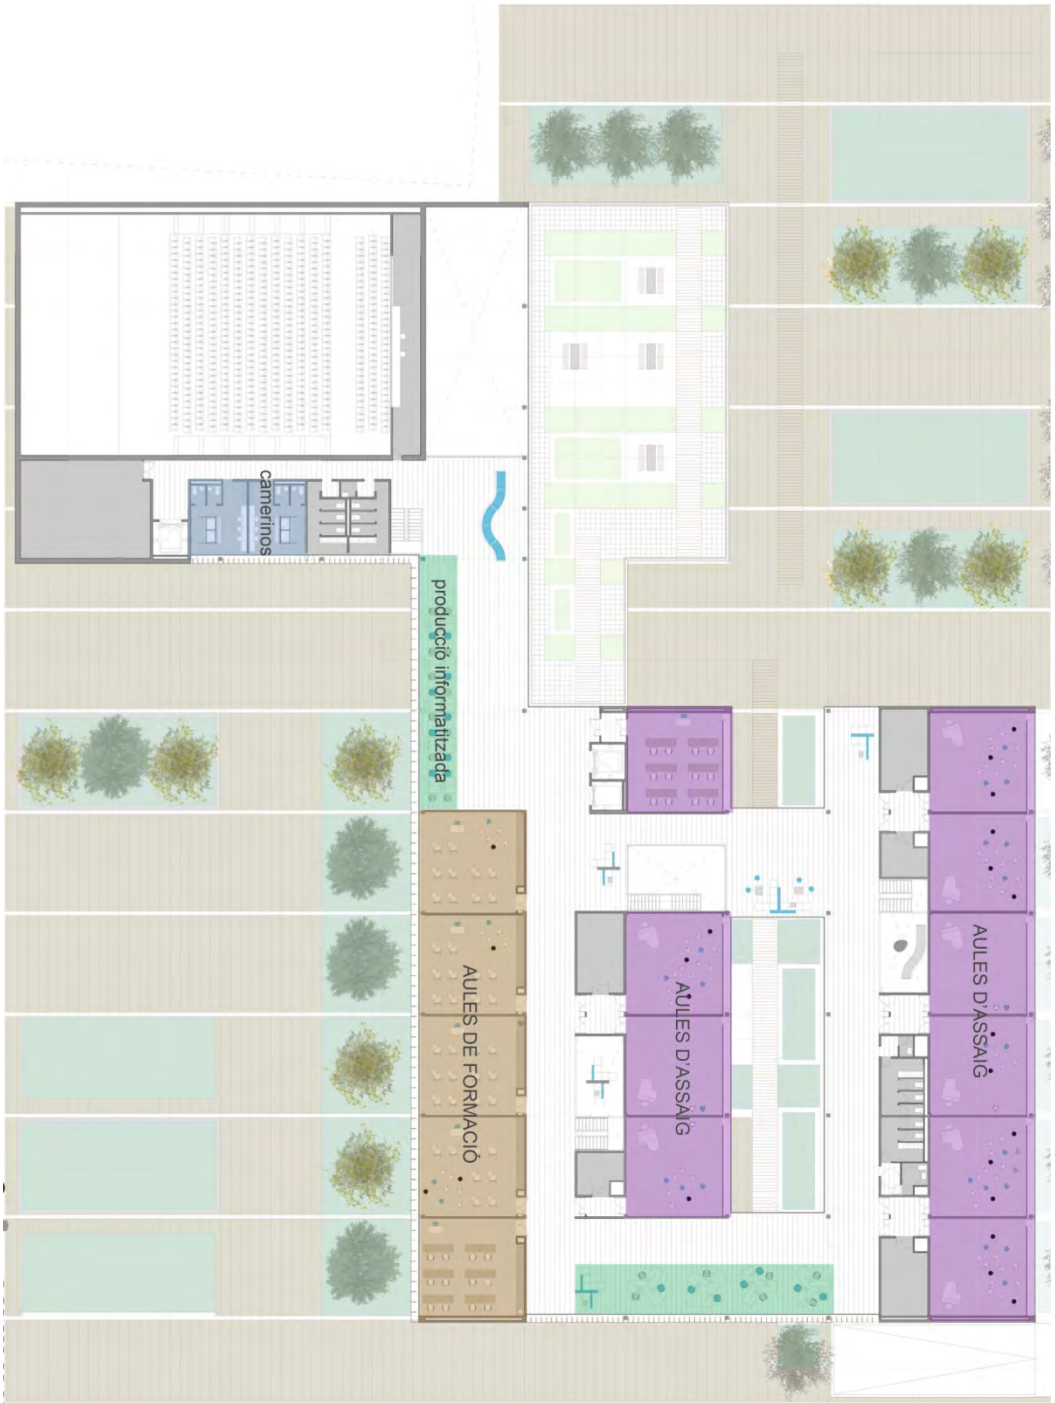 camerinos
producció informatitzada
AULES DE FORMACIÓ
AULES D'ASSAIG
AULES D'ASSAIG